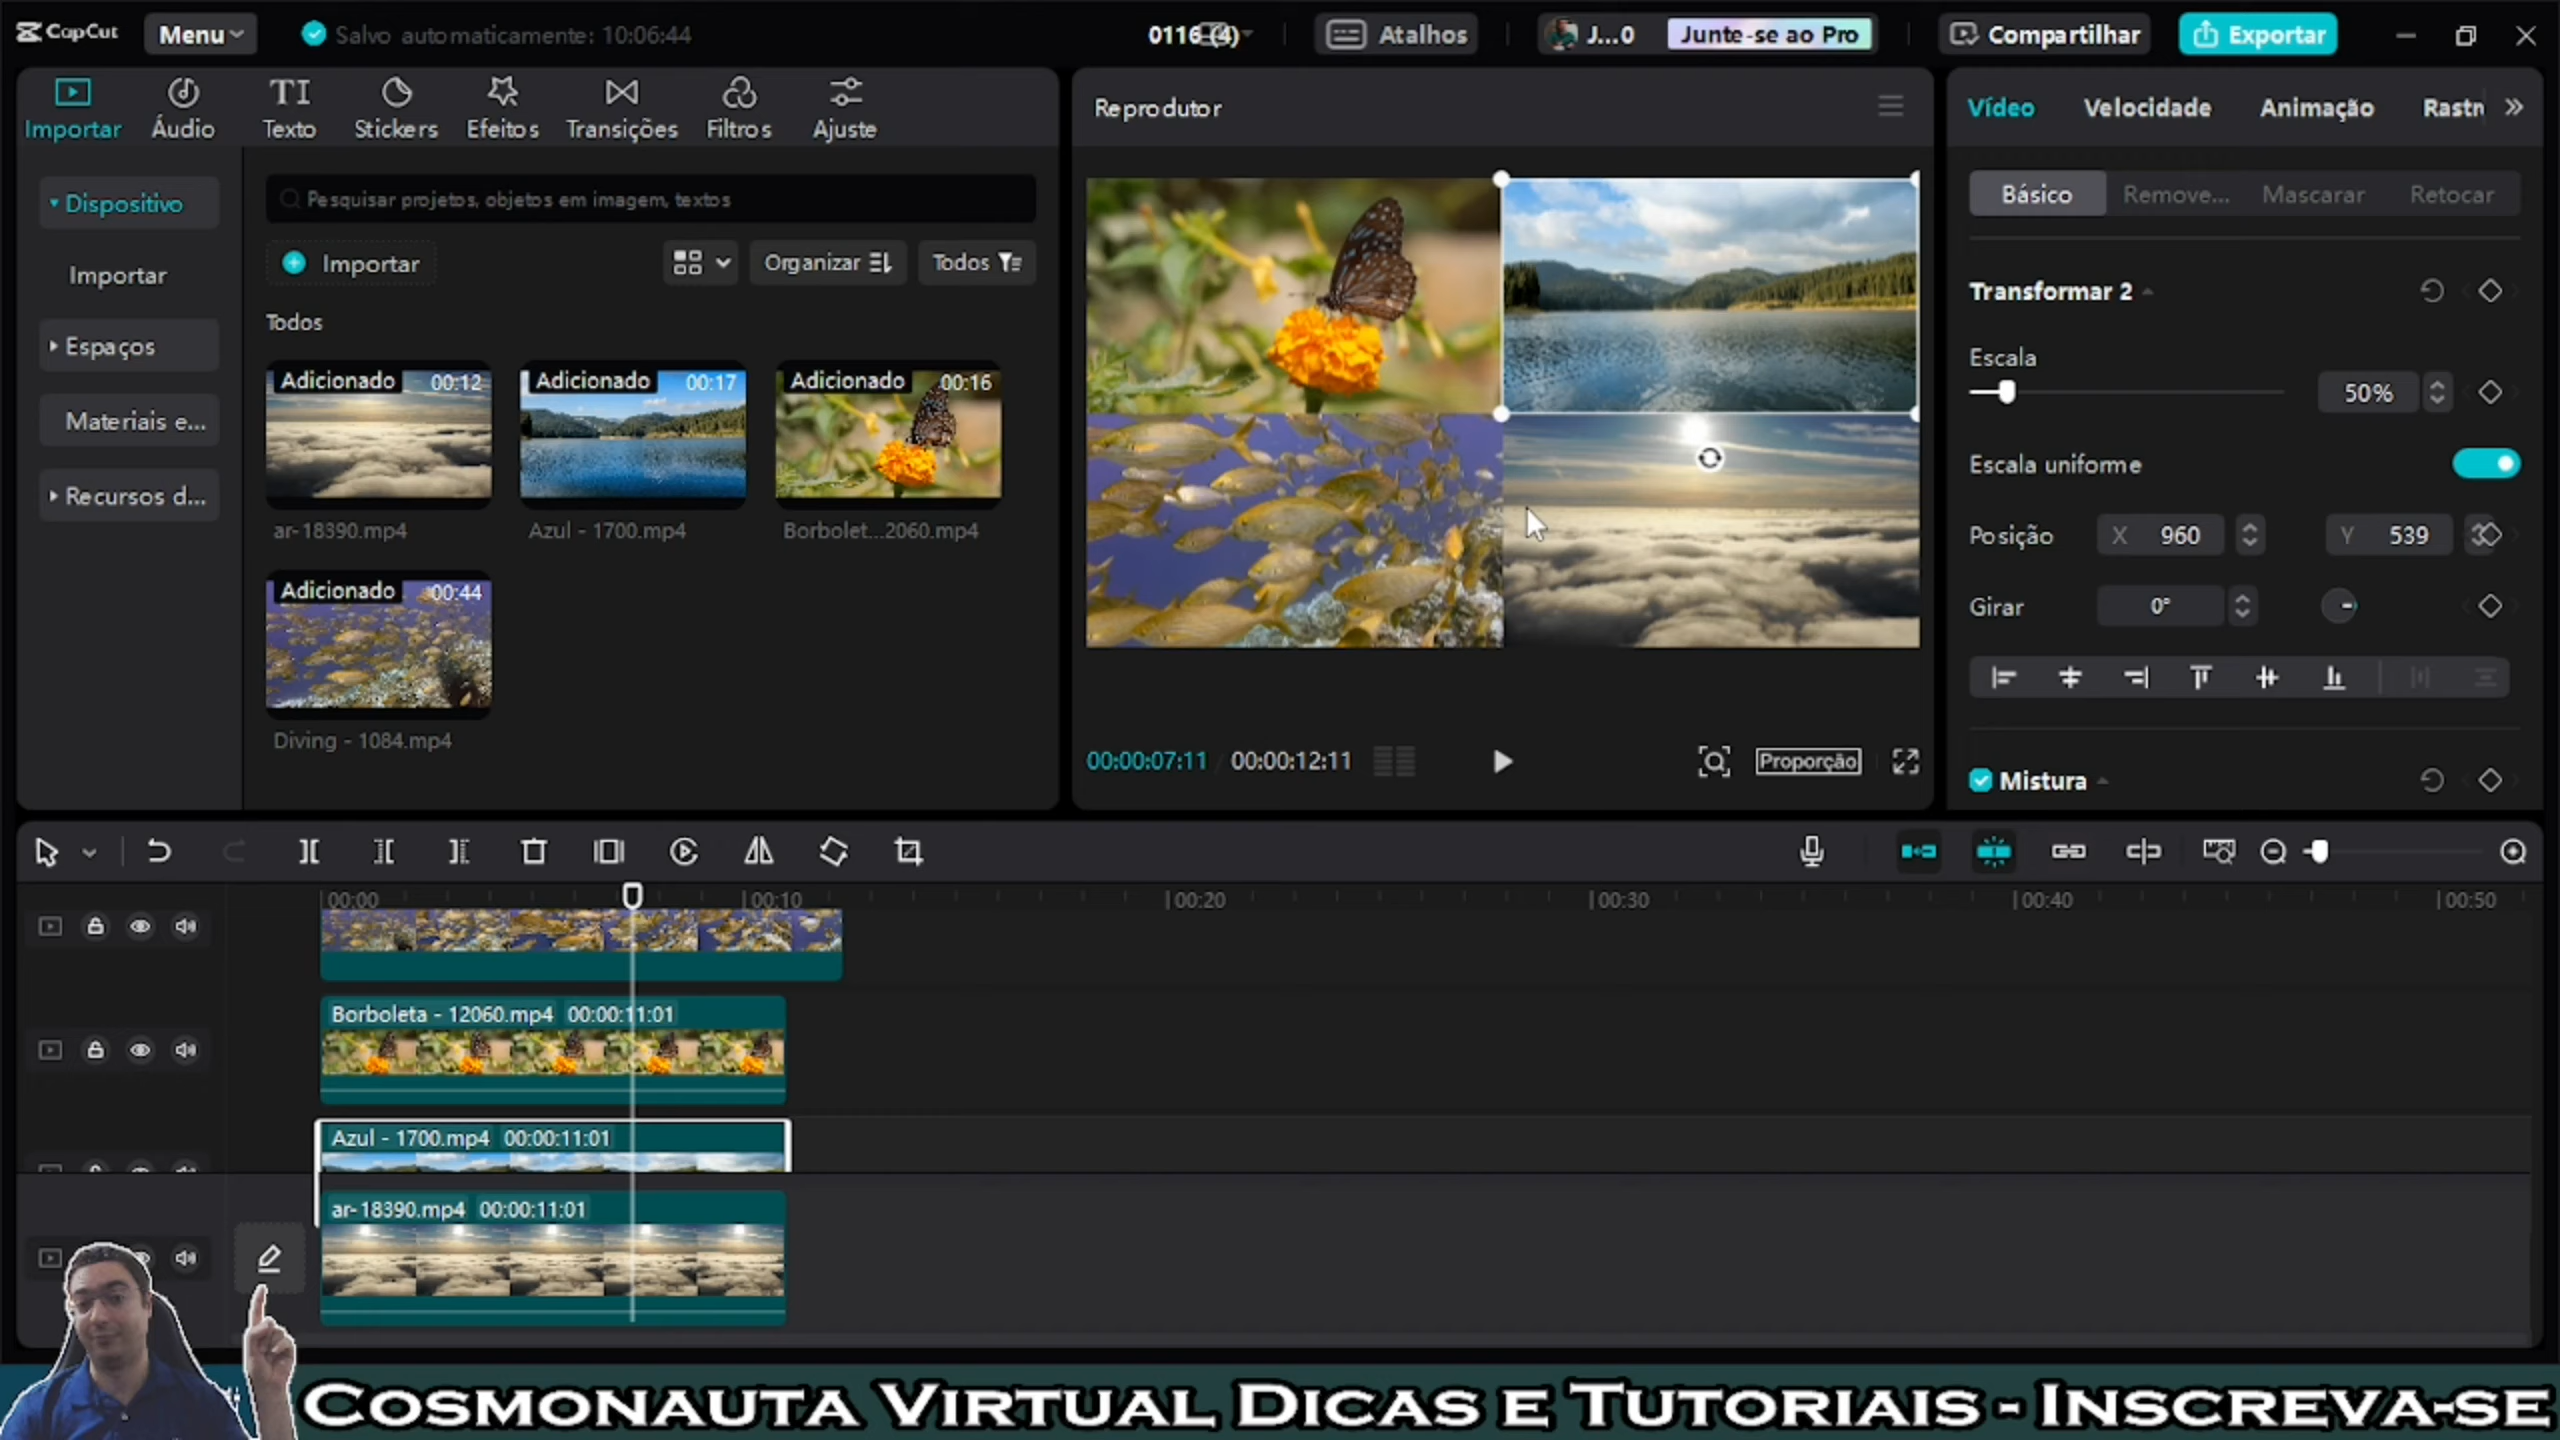 CapCut
Menu
Salvo automaticamente: 10:06:44
0116 (4)
Atalhos
J...0
Junte-se ao Pro
Compartilhar
Exportar
Importar
Áudio
TI
Texto
Stickers
Efeitos
Transições
Filtros
Ajuste
Dispositivo
Importar
Espaços
Materiais e...
Recursos d...
Pesquisar projetos, objetos em imagem, textos
Importar
Organizar
Todos
Todos
Adicionado 00:12
ar-18390.mp4
Adicionado 00:17
Azul - 1700.mp4
Adicionado 00:16
Borbolet...2060.mp4
Adicionado 00:44
Diving - 1084.mp4
Reprodutor
00:00:07:11 / 00:00:12:11
Proporção
Vídeo
Velocidade
Animação
Rastr
Básico
Remove...
Mascarar
Retocar
Transformar 2
Escala
50%
Escala uniforme
Posição
X 960
Y 539
Girar
0°
Mistura
00:00
00:10
00:20
00:30
00:40
00:50
Borboleta - 12060.mp4 00:00:11:01
Azul - 1700.mp4 00:00:11:01
ar-18390.mp4 00:00:11:01
Cosmonauta Virtual Dicas e Tutoriais - Inscreva-se